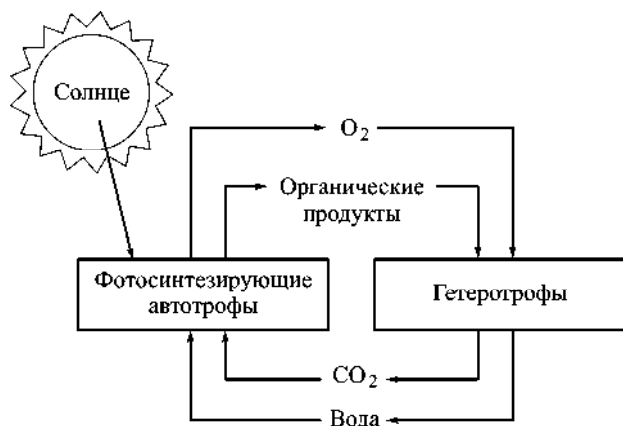 Солнце
O₂
Органические
продукты
Фотосинтезирующие
автотрофы
Гетеротрофы
CO₂
Вода